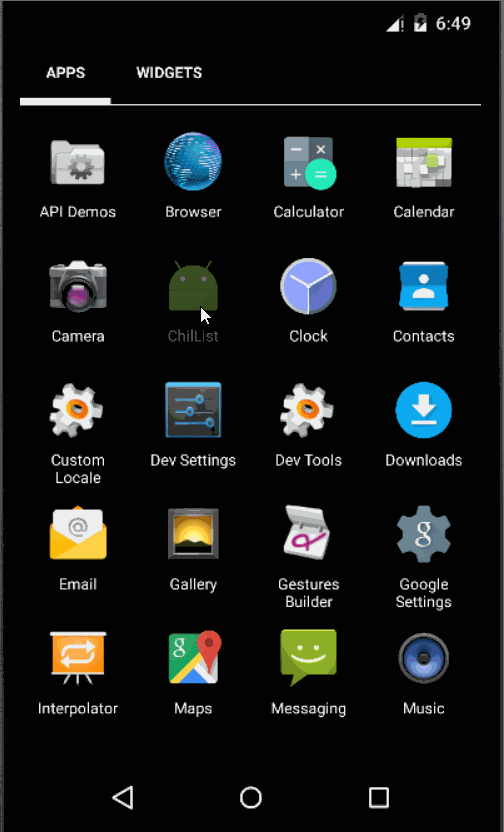 6:49
APPS WIDGETS
API Demos Browser Calculator Calendar
Camera ChilList Clock Contacts
Custom Locale Dev Settings Dev Tools Downloads
Email Gallery Gestures Builder Google Settings
Interpolator Maps Messaging Music